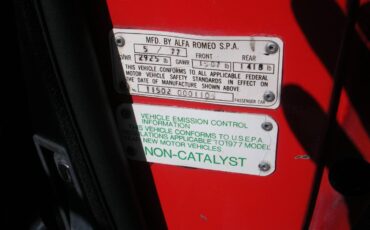 MFD. BY ALFA ROMEO S.P.A.
5 / 77 FRONT REAR
GVWR 2925 lb GAWR 1507 lb 1418 lb
THIS VEHICLE CONFORMS TO ALL APPLICABLE FEDERAL
MOTOR VEHICLE SAFETY STANDARDS IN EFFECT ON
THE DATE OF MANUFACTURE SHOWN ABOVE
11502 0001103
PASSENGER CAR
VEHICLE EMISSION CONTROL
INFORMATION
THIS VEHICLE CONFORMS TO U.S.E.P.A.
REGULATIONS APPLICABLE TO 1977 MODEL
NEW MOTOR VEHICLES
NON-CATALYST